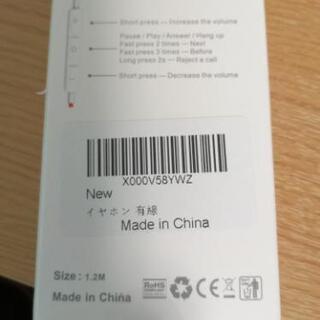 Short press — Increase the volume
Pause / Play / Answer / Hang up
Fast press 2 times — Next
Fast press 3 times — Before
Long press 2s — Reject a call
Short press — Decrease the volume
X000V58YWZ
New
イヤホン 有線
Made in China
Size: 1.2M
Made in China
RoHS